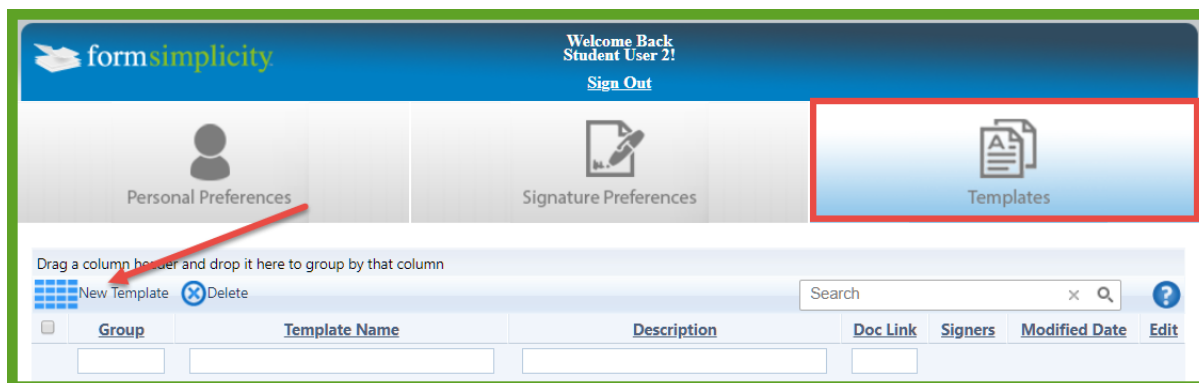 formsimplicity
Welcome Back
Student User 2!
Sign Out
Personal Preferences
Signature Preferences
Templates
Drag a column header and drop it here to group by that column
New Template
Delete
Search
Group
Template Name
Description
Doc Link
Signers
Modified Date
Edit